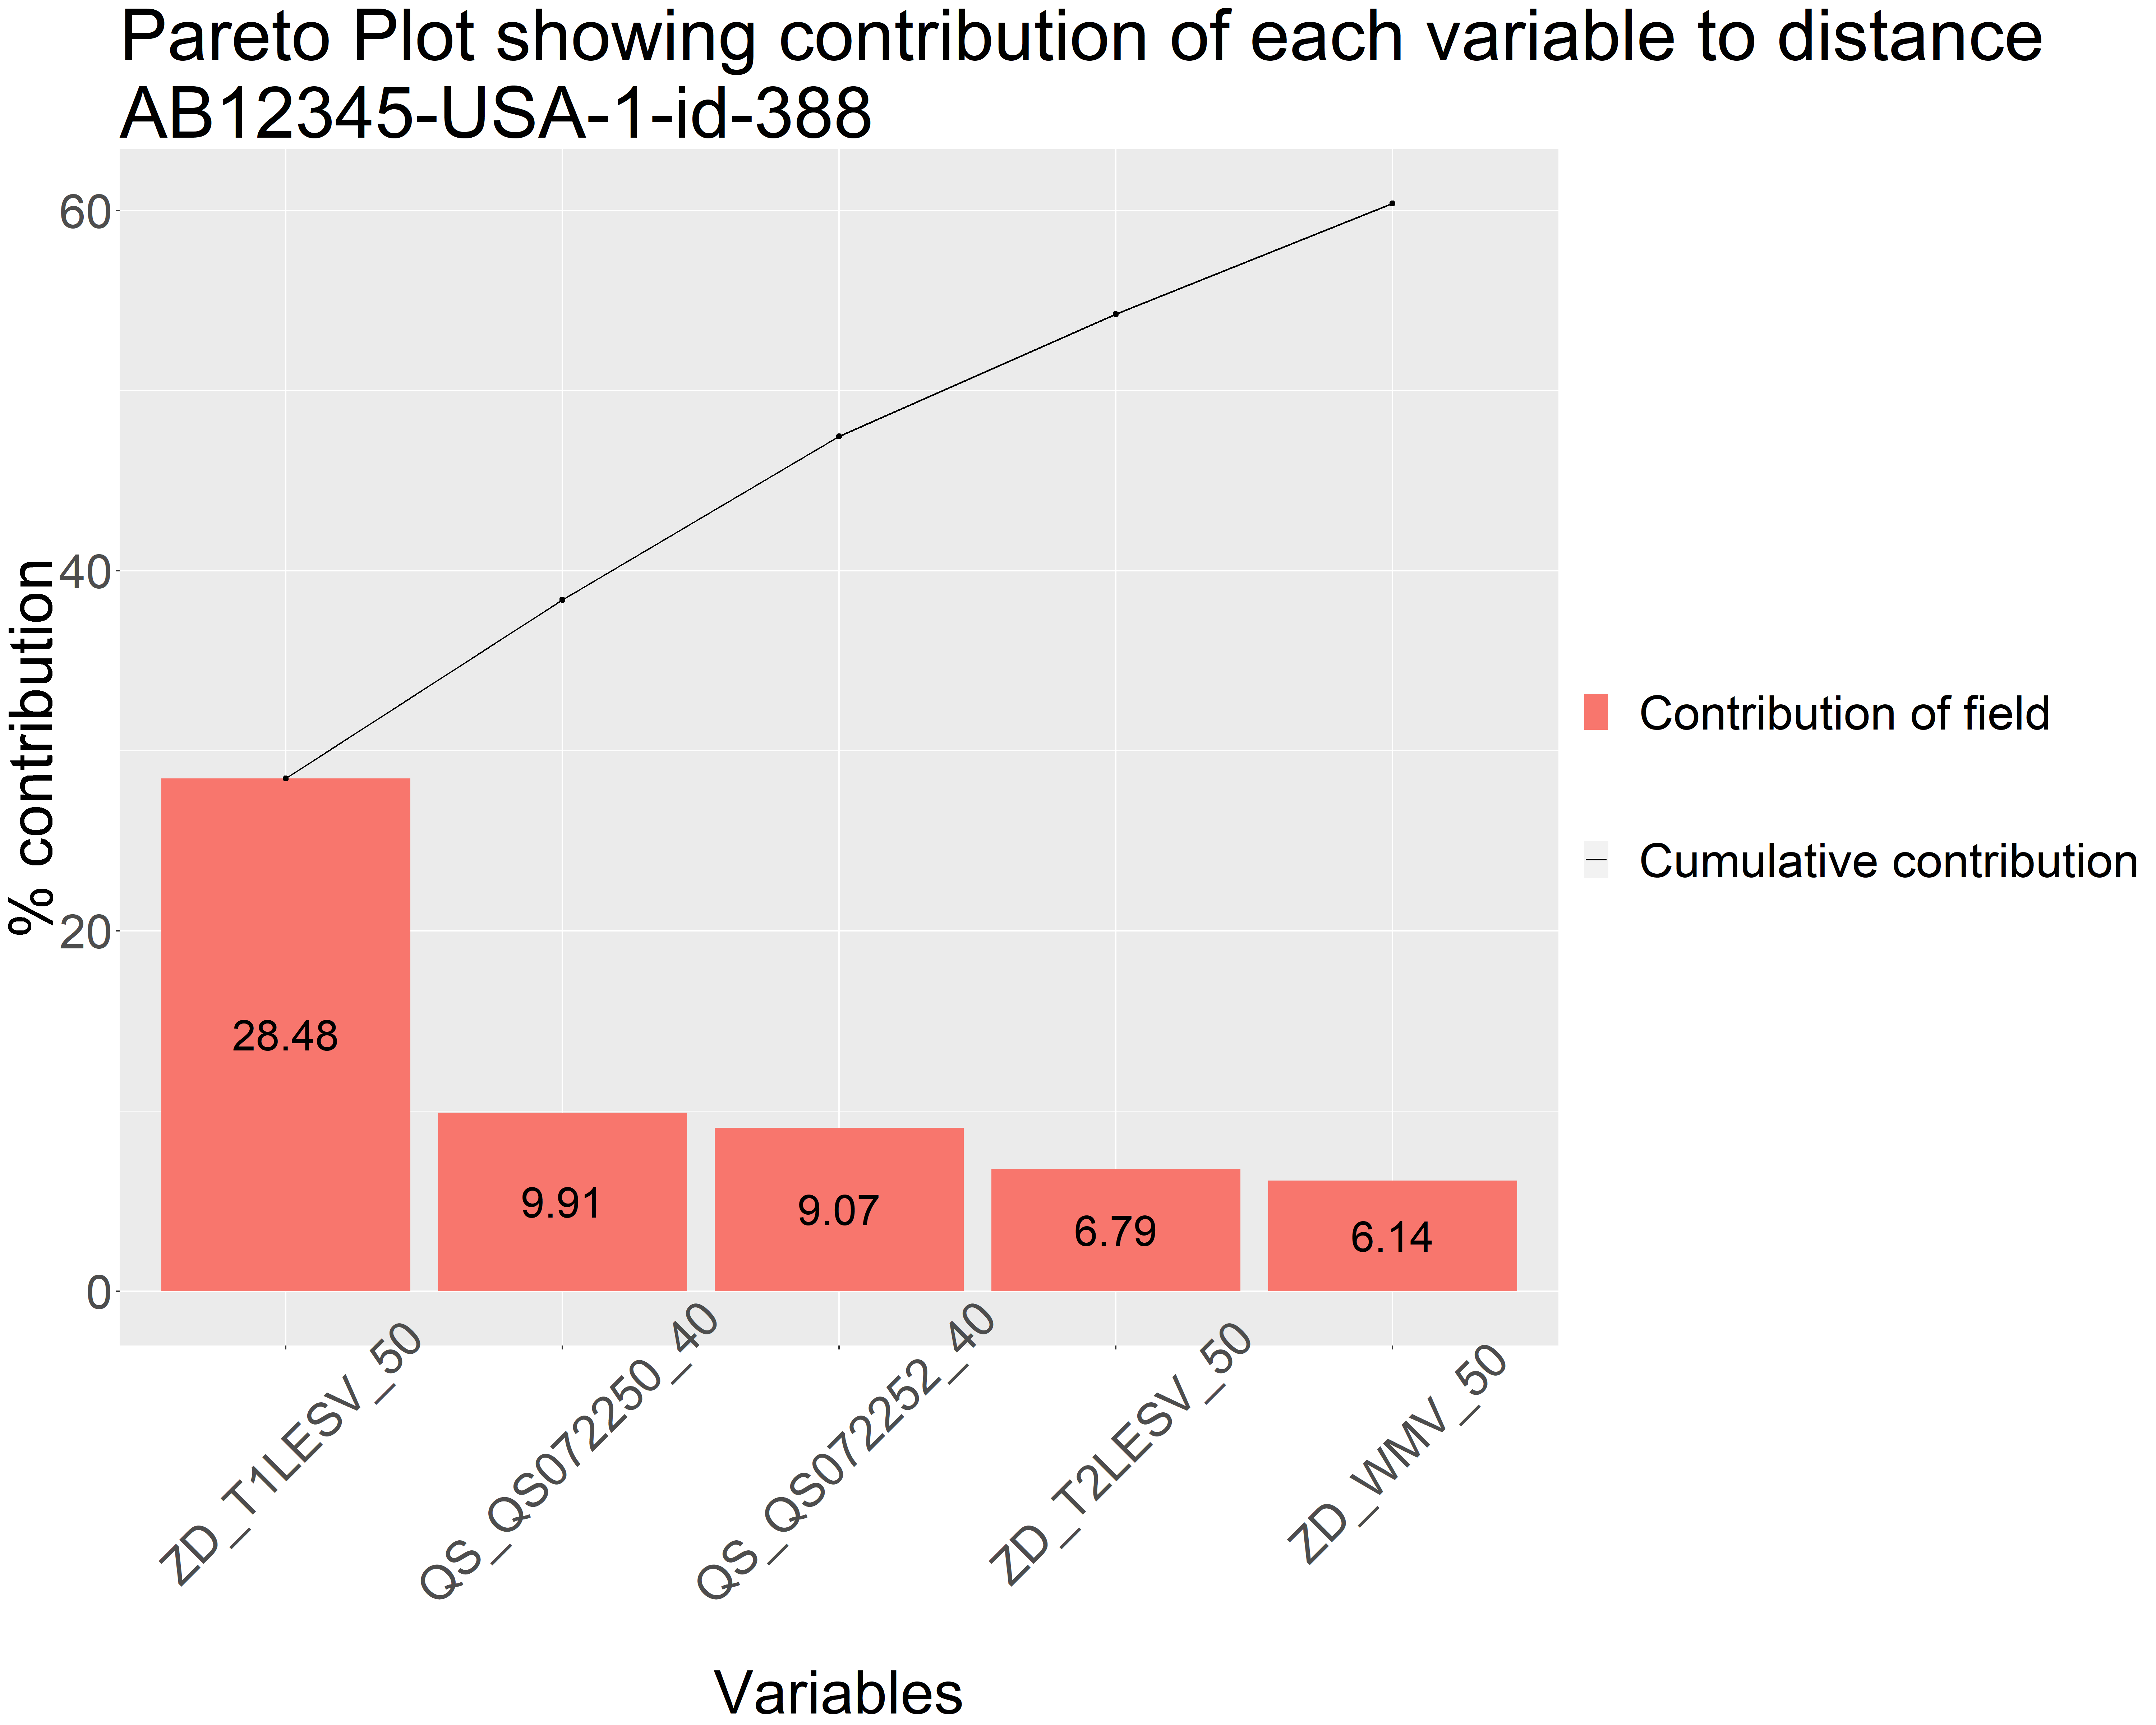 Pareto Plot showing contribution of each variable to distance
AB12345-USA-1-id-388
% contribution
60
40
20
0
28.48
9.91
9.07
6.79
6.14
ZD_T1LESV_50
QS_QS072250_40
QS_QS072252_40
ZD_T2LESV_50
ZD_WMV_50
Variables
Contribution of field
Cumulative contribution